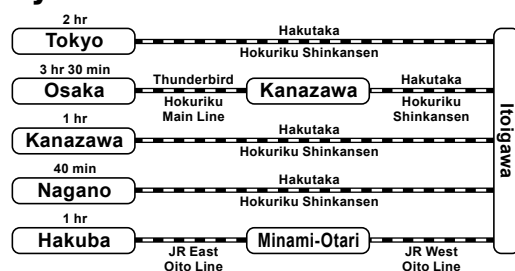 2 hr
Tokyo
Hakutaka
Hokuriku Shinkansen
3 hr 30 min
Osaka
Thunderbird
Hokuriku
Main Line
Kanazawa
Hakutaka
Hokuriku
Shinkansen
1 hr
Kanazawa
Hakutaka
Hokuriku Shinkansen
40 min
Nagano
Hakutaka
Hokuriku Shinkansen
1 hr
Hakuba
JR East
Oito Line
Minami-Otari
JR West
Oito Line
Itoigawa